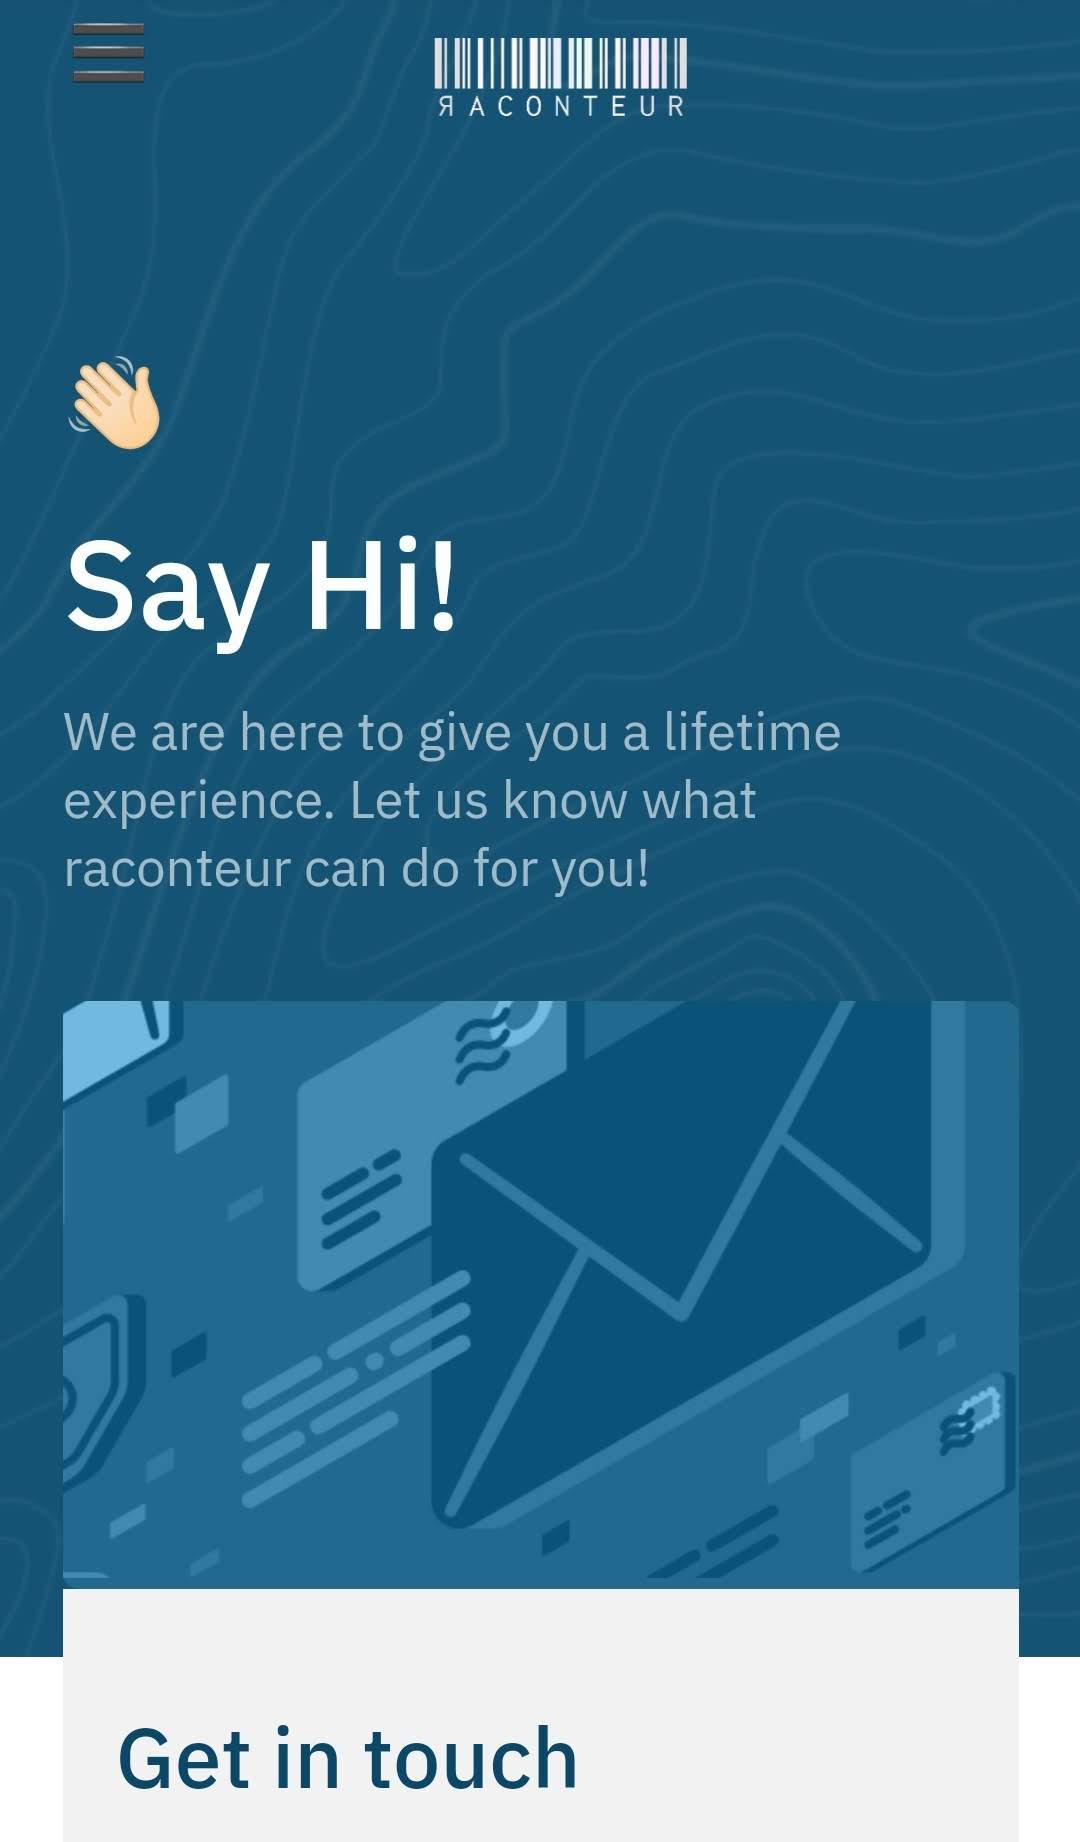 ЯACONTEUR
Say Hi!
We are here to give you a lifetime
experience. Let us know what
raconteur can do for you!
Get in touch